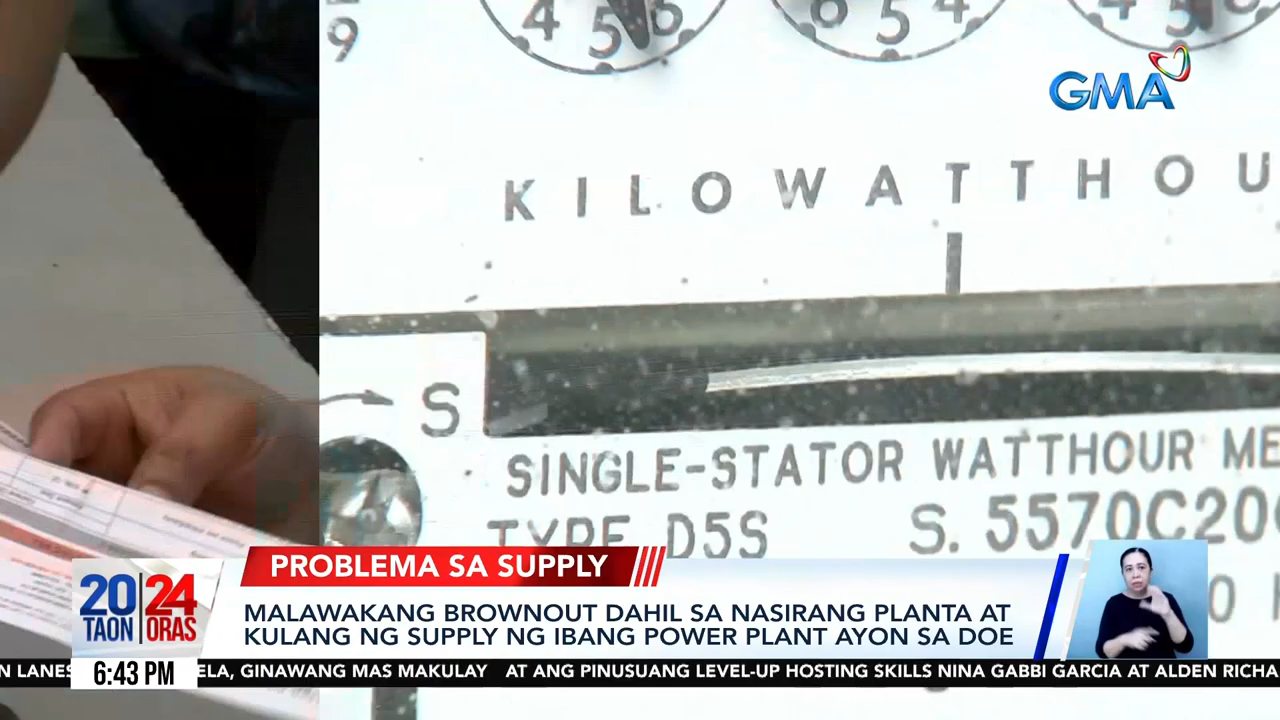 9
4 5 6
6 5 4
4 5 6
GMA
KILOWATTHOU
S
SINGLE-STATOR WATTHOUR ME
TYPE D5S S. 5570C20
PROBLEMA SA SUPPLY
20 TAON 24 ORAS
MALAWAKANG BROWNOUT DAHIL SA NASIRANG PLANTA AT
KULANG NG SUPPLY NG IBANG POWER PLANT AYON SA DOE
6:43 PM
N LANES
ELA, GINAWANG MAS MAKULAY AT ANG PINUSUANG LEVEL-UP HOSTING SKILLS NINA GABBI GARCIA AT ALDEN RICHA